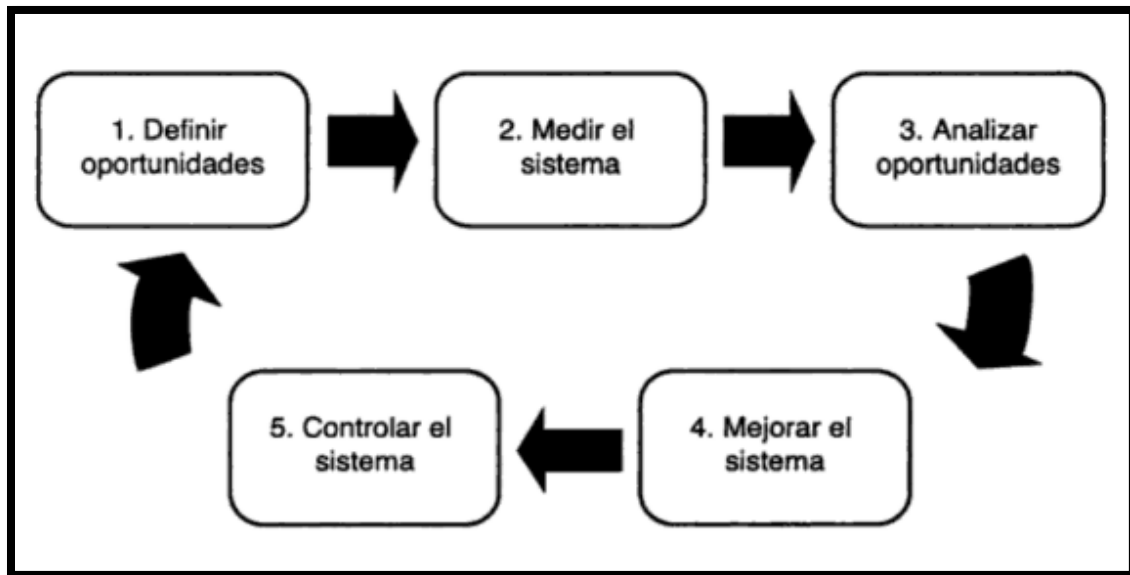 1. Definir
oportunidades
2. Medir el
sistema
3. Analizar
oportunidades
5. Controlar el
sistema
4. Mejorar el
sistema